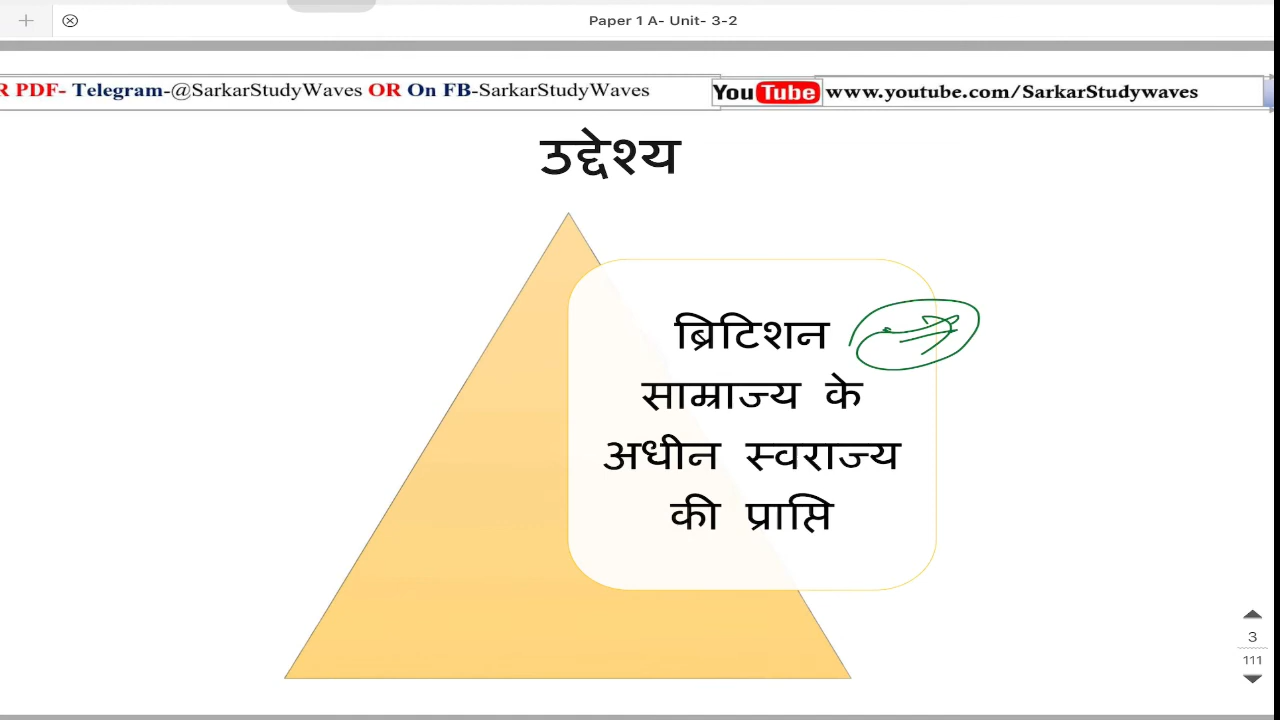 Paper 1 A- Unit- 3-2
R PDF- Telegram-@SarkarStudyWaves OR On FB-SarkarStudyWaves
YouTube www.youtube.com/SarkarStudywaves
उद्देश्य
ब्रिटिशन
साम्राज्य के
अधीन स्वराज्य
की प्राप्ति
3
111